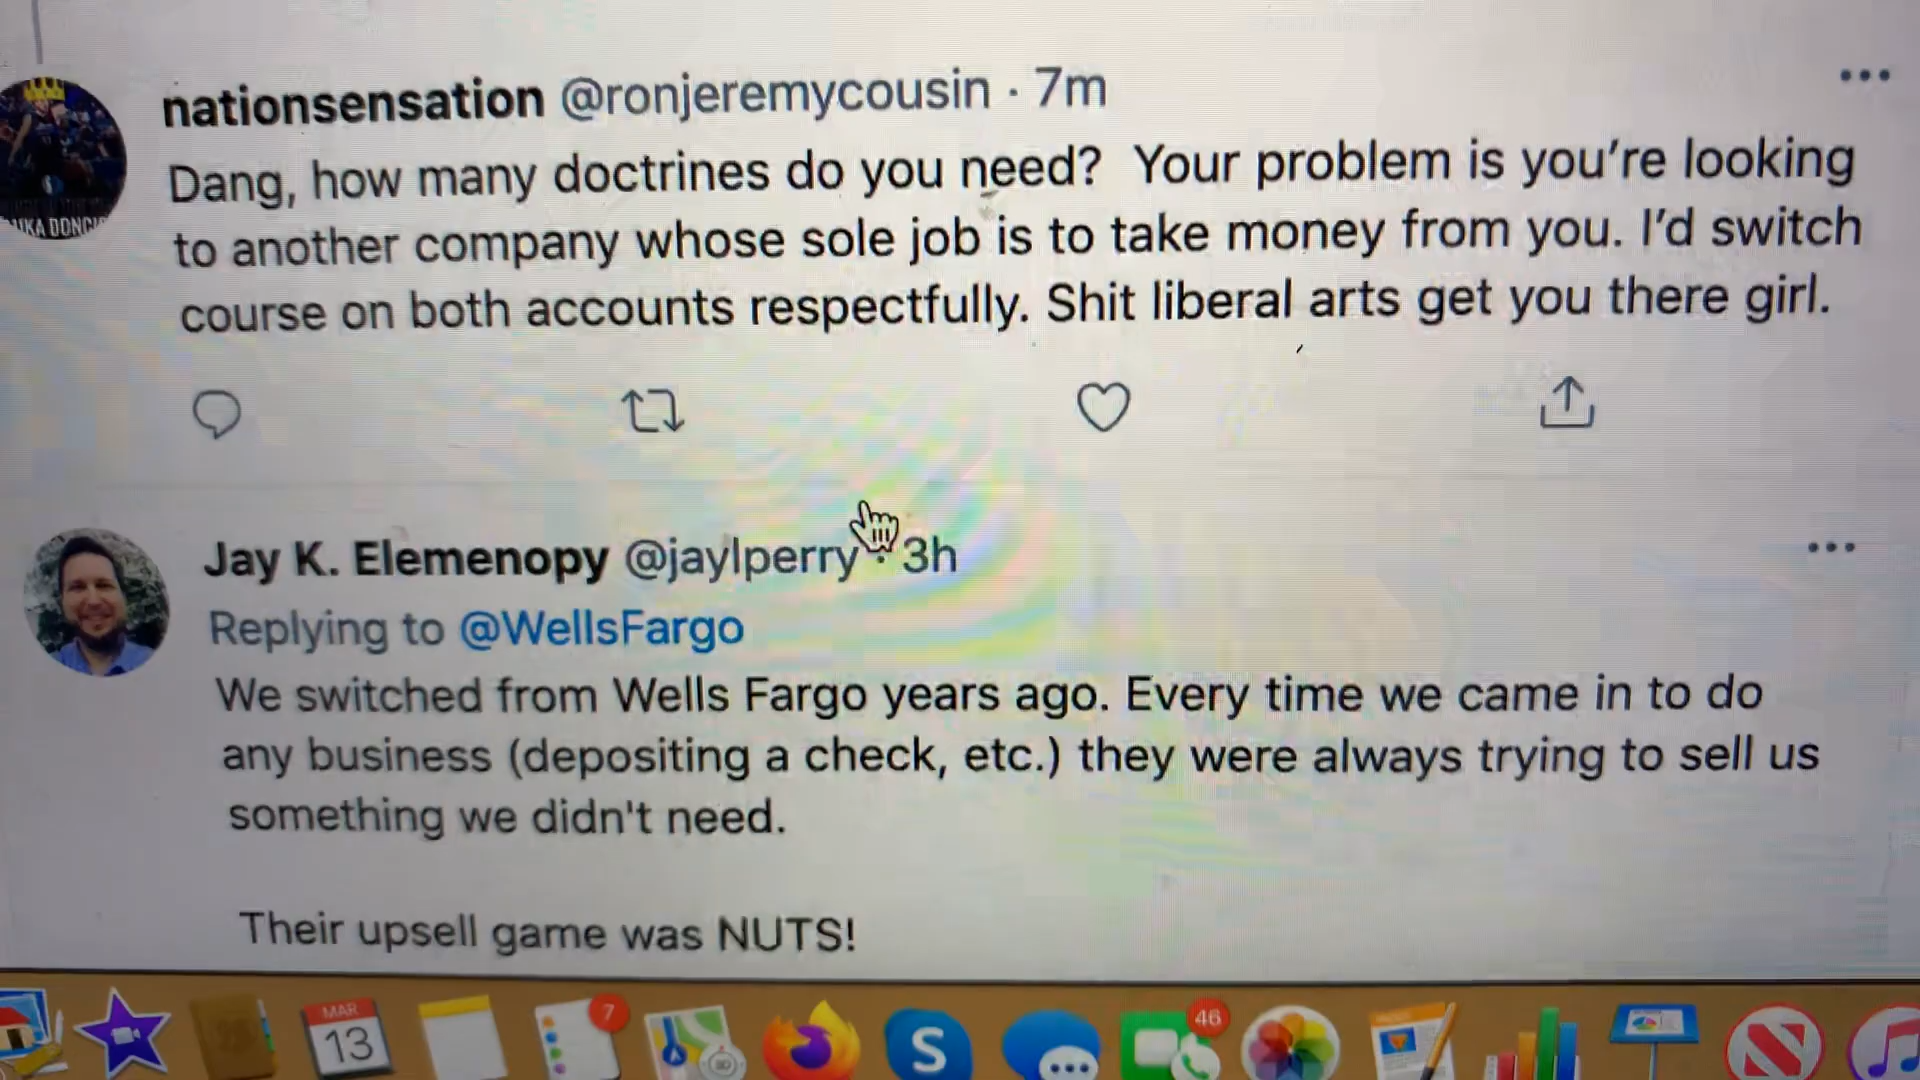 nationsensation @ronjeremycousin · 7m
Dang, how many doctrines do you need? Your problem is you're looking
to another company whose sole job is to take money from you. I'd switch
course on both accounts respectfully. Shit liberal arts get you there girl.
Jay K. Elemenopy @jaylperry · 3h
Replying to @WellsFargo
We switched from Wells Fargo years ago. Every time we came in to do
any business (depositing a check, etc.) they were always trying to sell us
something we didn't need.
Their upsell game was NUTS!
MAR
13
7
S
46